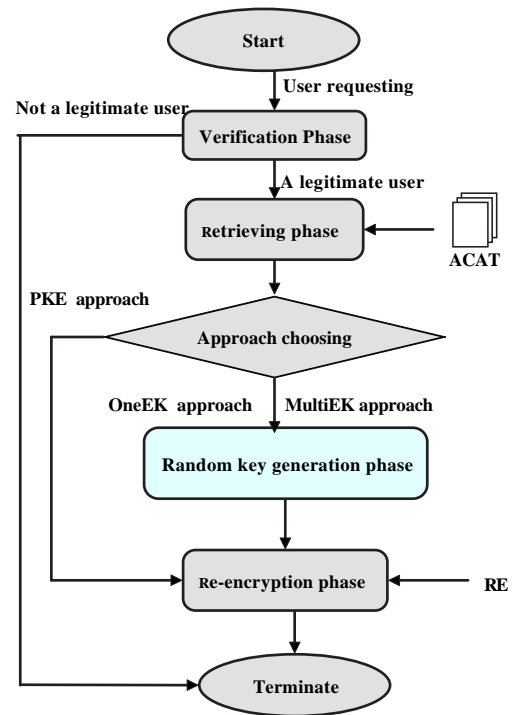 Start
User requesting
Not a legitimate user
Verification Phase
A legitimate user
Retrieving phase
ACAT
PKE approach
Approach choosing
OneEK approach
MultiEK approach
Random key generation phase
Re-encryption phase
RE
Terminate